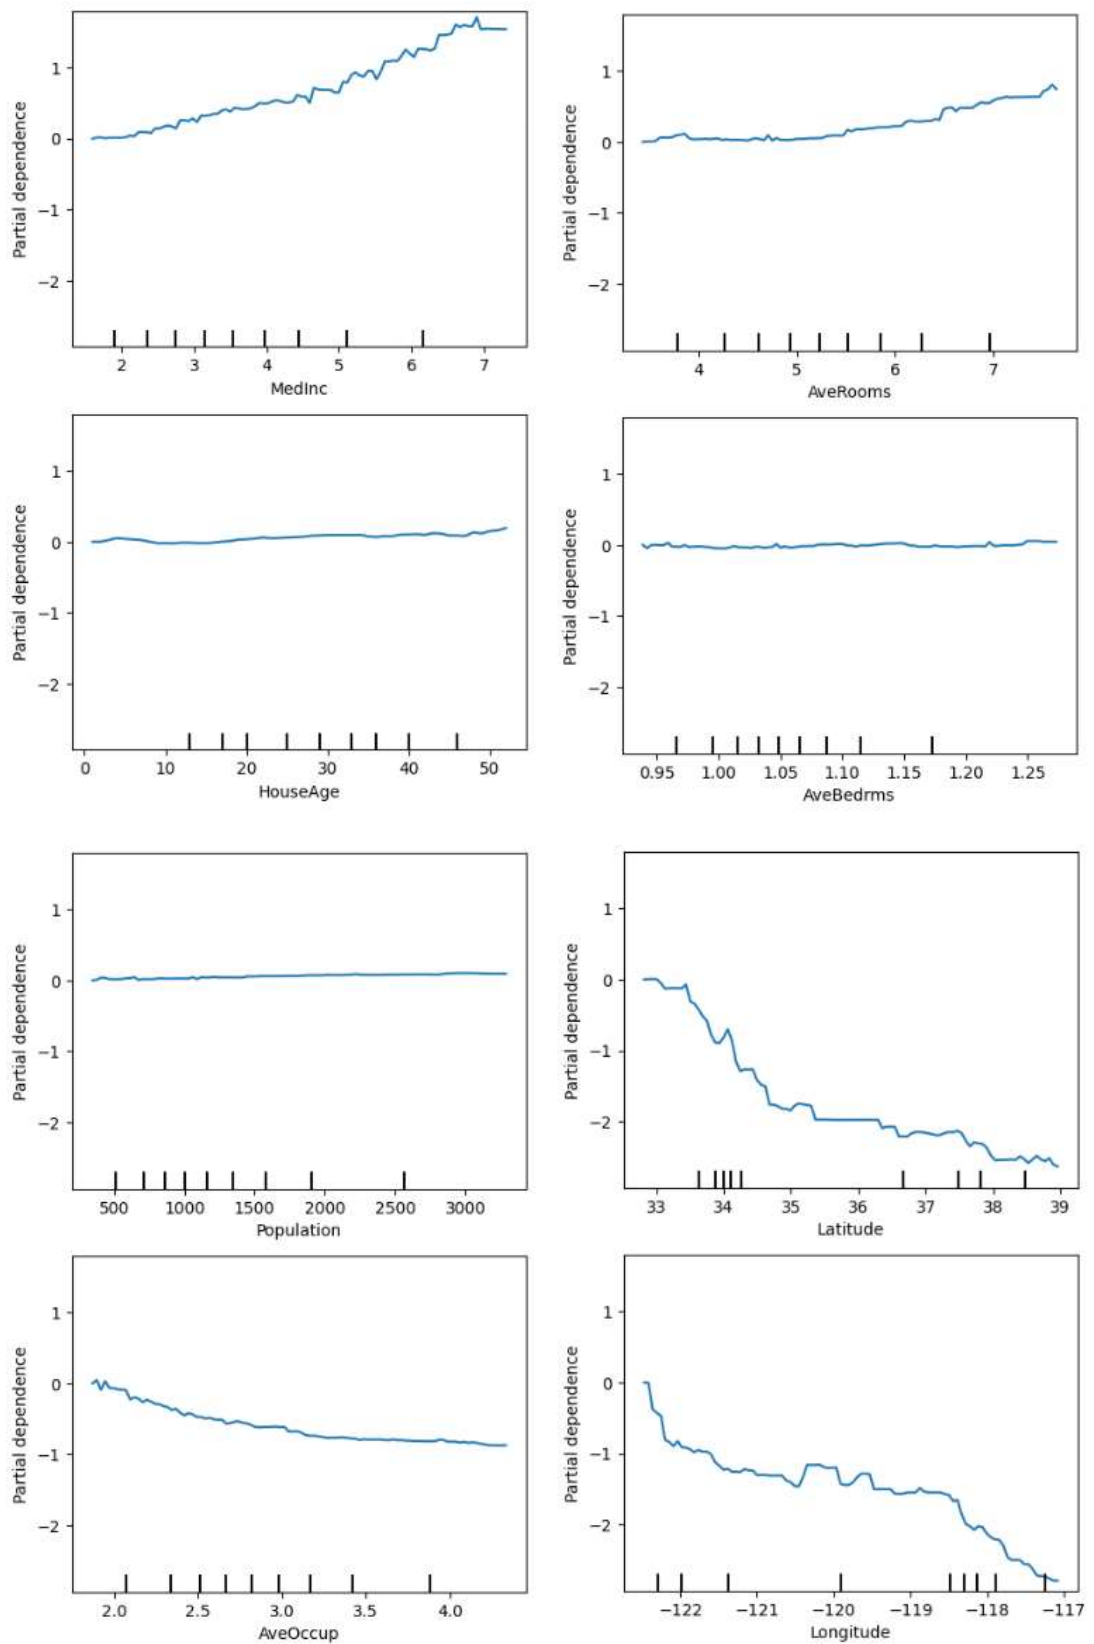 Partial dependence
1
0
−1
−2
2 3 4 5 6 7
MedInc
Partial dependence
1
0
−1
−2
4 5 6 7
AveRooms
Partial dependence
1
0
−1
−2
0 10 20 30 40 50
HouseAge
Partial dependence
1
0
−1
−2
0.95 1.00 1.05 1.10 1.15 1.20 1.25
AveBedrms
Partial dependence
1
0
−1
−2
500 1000 1500 2000 2500 3000
Population
Partial dependence
1
0
−1
−2
33 34 35 36 37 38 39
Latitude
Partial dependence
1
0
−1
−2
2.0 2.5 3.0 3.5 4.0
AveOccup
Partial dependence
1
0
−1
−2
−122 −121 −120 −119 −118 −117
Longitude